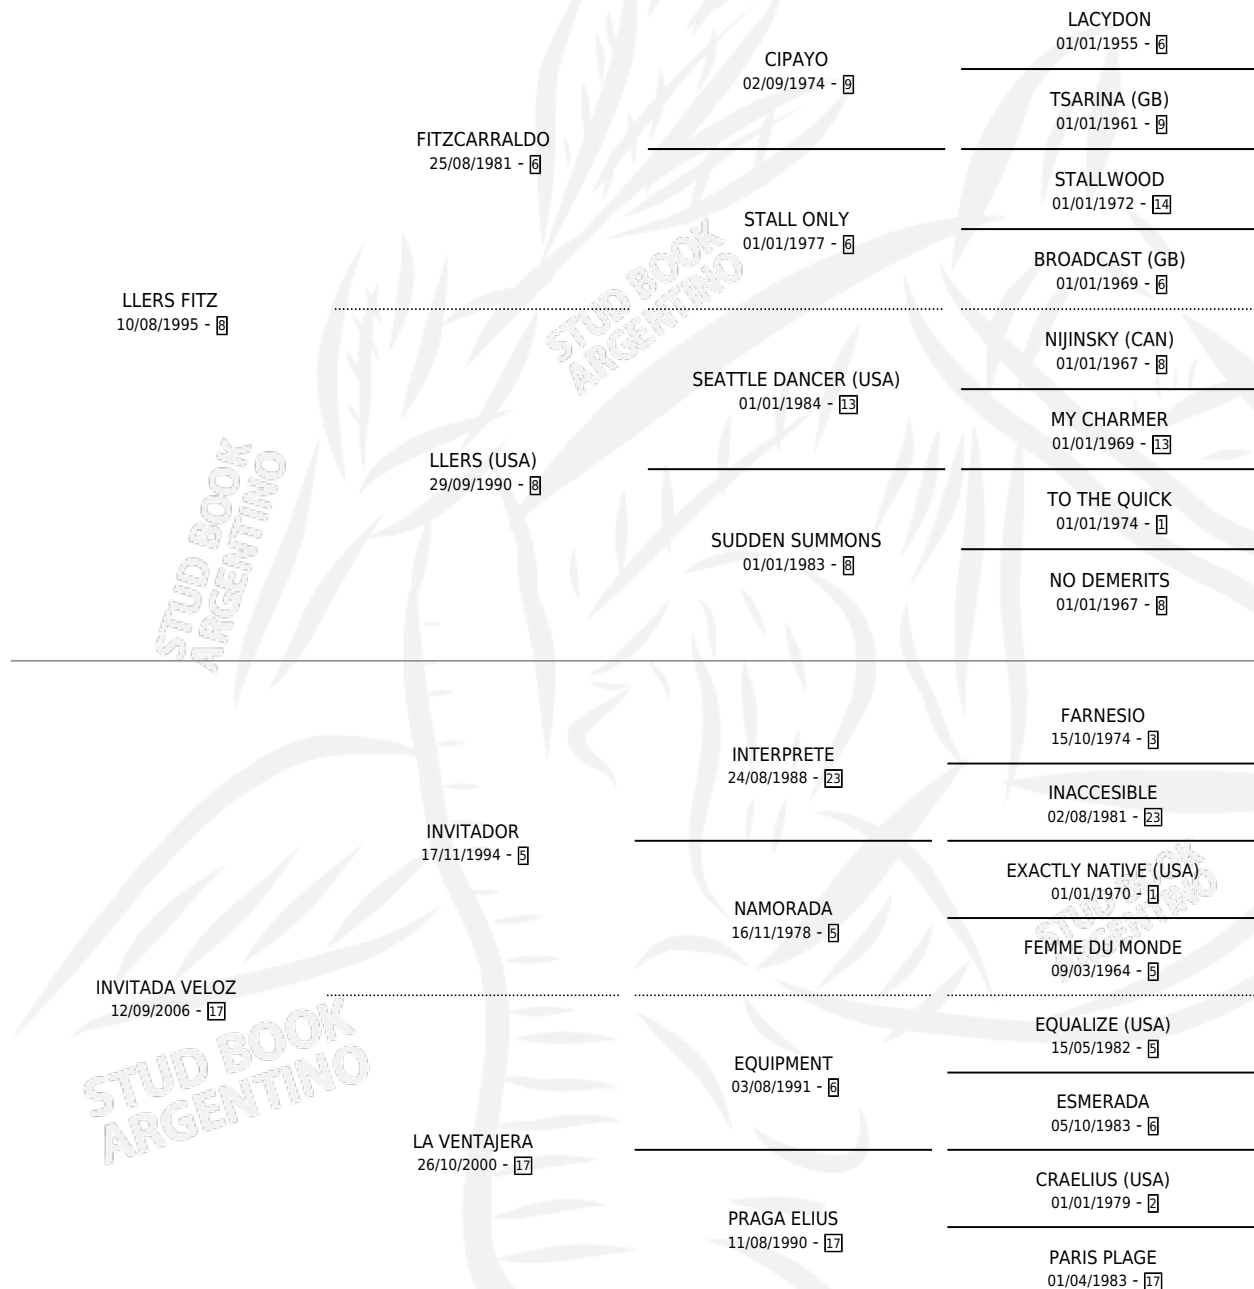 LACYDON
01/01/1955 - 6
CIPAYO
02/09/1974 - 9
TSARINA (GB)
01/01/1961 - 9
FITZCARRALDO
25/08/1981 - 6
STALLWOOD
01/01/1972 - 14
STALL ONLY
01/01/1977 - 6
BROADCAST (GB)
01/01/1969 - 6
LLERS FITZ
10/08/1995 - 8
NIJINSKY (CAN)
01/01/1967 - 8
SEATTLE DANCER (USA)
01/01/1984 - 13
MY CHARMER
01/01/1969 - 13
LLERS (USA)
29/09/1990 - 8
TO THE QUICK
01/01/1974 - 1
SUDDEN SUMMONS
01/01/1983 - 8
NO DEMERITS
01/01/1967 - 8
FARNESIO
15/10/1974 - 3
INTERPRETE
24/08/1988 - 23
INACCESIBLE
02/08/1981 - 23
INVITADOR
17/11/1994 - 5
EXACTLY NATIVE (USA)
01/01/1970 - 1
NAMORADA
16/11/1978 - 5
FEMME DU MONDE
09/03/1964 - 5
INVITADA VELOZ
12/09/2006 - 17
EQUALIZE (USA)
15/05/1982 - 5
EQUIPMENT
03/08/1991 - 6
ESMERADA
05/10/1983 - 6
LA VENTAJERA
26/10/2000 - 17
CRAELIUS (USA)
01/01/1979 - 2
PRAGA ELIUS
11/08/1990 - 17
PARIS PLAGE
01/04/1983 - 17
STUD BOOK
ARGENTINO
STUD BOOK
ARGENTINO
STUD BOOK
ARGENTINO
STUD BOOK
ARGENTINO